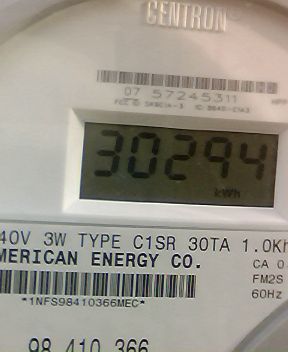 CENTRON
07 57245311
30294
kWh
40V 3W TYPE C1SR 30TA 1.0Kh
MERICAN ENERGY CO.
CA 0
FM2S
*1NFS98410366MEC*
60Hz
98 410 366